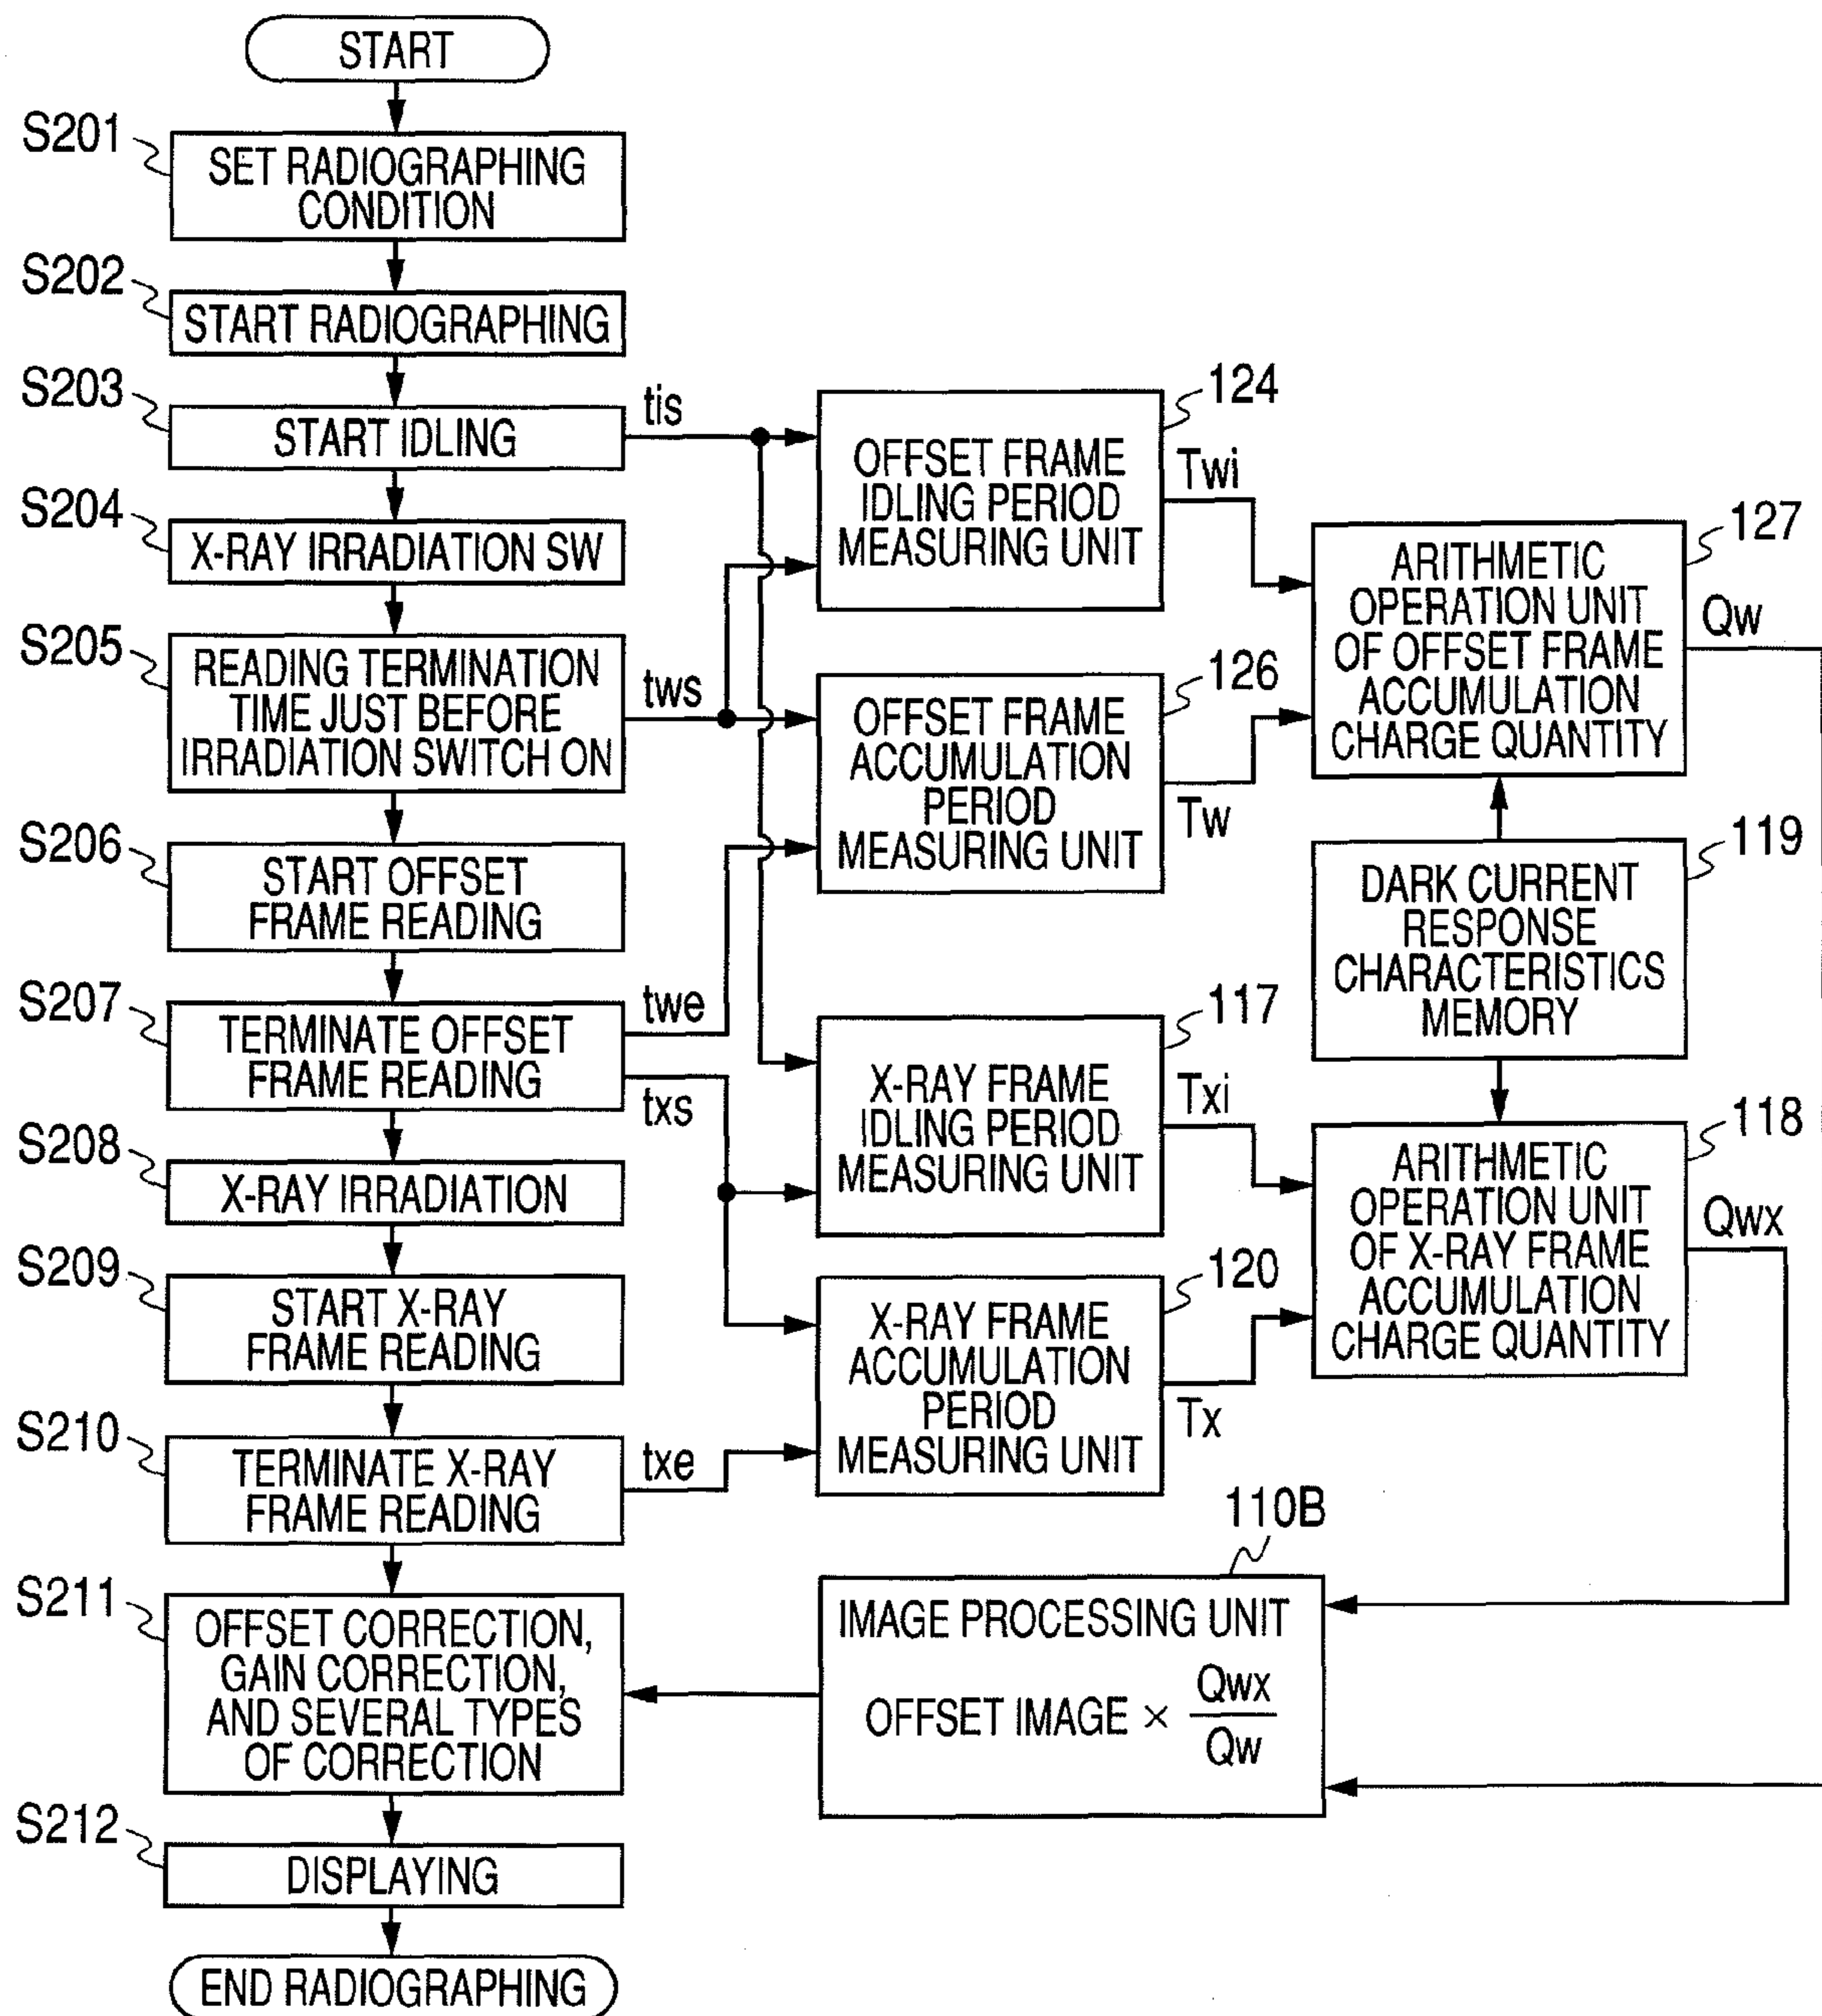 START
S201
SET RADIOGRAPHING
CONDITION
S202
START RADIOGRAPHING
S203
START IDLING
tis
S204
X-RAY IRRADIATION SW
S205
READING TERMINATION
TIME JUST BEFORE
IRRADIATION SWITCH ON
tws
S206
START OFFSET
FRAME READING
S207
TERMINATE OFFSET
FRAME READING
twe
txs
S208
X-RAY IRRADIATION
S209
START X-RAY
FRAME READING
S210
TERMINATE X-RAY
FRAME READING
txe
S211
OFFSET CORRECTION,
GAIN CORRECTION,
AND SEVERAL TYPES
OF CORRECTION
S212
DISPLAYING
END RADIOGRAPHING
124
OFFSET FRAME
IDLING PERIOD
MEASURING UNIT
Twi
126
OFFSET FRAME
ACCUMULATION
PERIOD
MEASURING UNIT
Tw
117
X-RAY FRAME
IDLING PERIOD
MEASURING UNIT
Txi
120
X-RAY FRAME
ACCUMULATION
PERIOD
MEASURING UNIT
Tx
127
ARITHMETIC
OPERATION UNIT
OF OFFSET FRAME
ACCUMULATION
CHARGE QUANTITY
Qw
119
DARK CURRENT
RESPONSE
CHARACTERISTICS
MEMORY
118
ARITHMETIC
OPERATION UNIT
OF X-RAY FRAME
ACCUMULATION
CHARGE QUANTITY
Qwx
110B
IMAGE PROCESSING UNIT
OFFSET IMAGE × Qwx
Qw